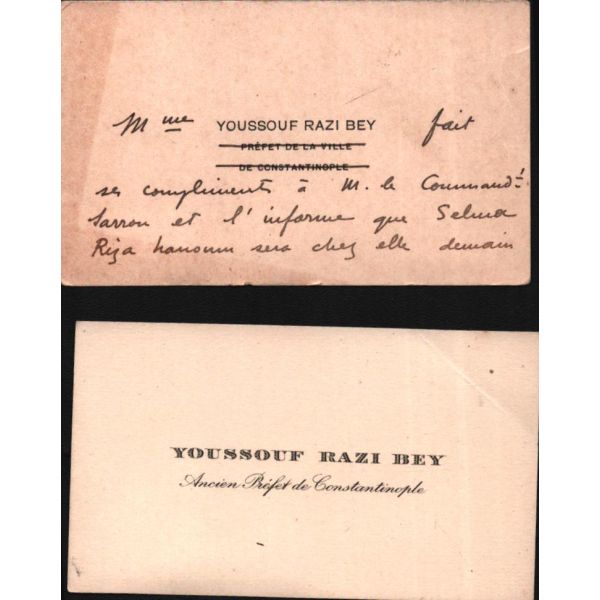 Mme YOUSSOUF RAZI BEY fait
PRÉFET DE LA VILLE
DE CONSTANTINOPLE
ses compliments à M. le Commandt
Sarrou et l'informe que Selma
Riza hanoum sera chez elle demain
YOUSSOUF RAZI BEY
Ancien Préfet de Constantinople